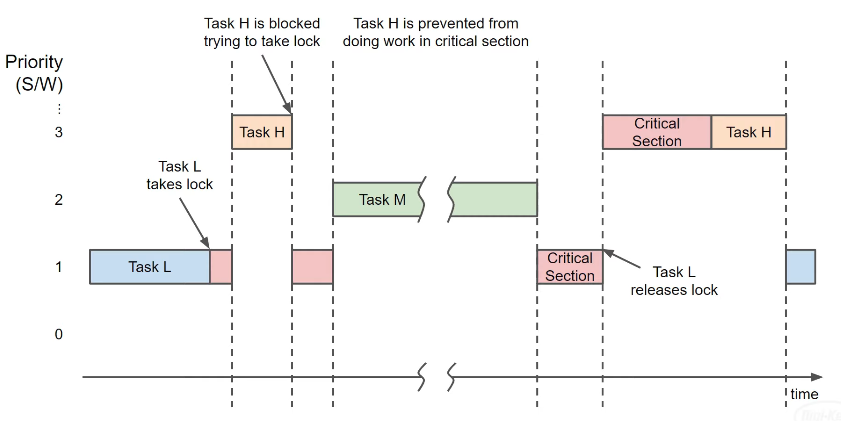 Task H is blocked
trying to take lock
Task H is prevented from
doing work in critical section
Priority
(S/W)
⋮
3
Task H
Critical
Section
Task H
Task L
takes lock
2
Task M
1
Task L
Critical
Section
Task L
releases lock
0
time